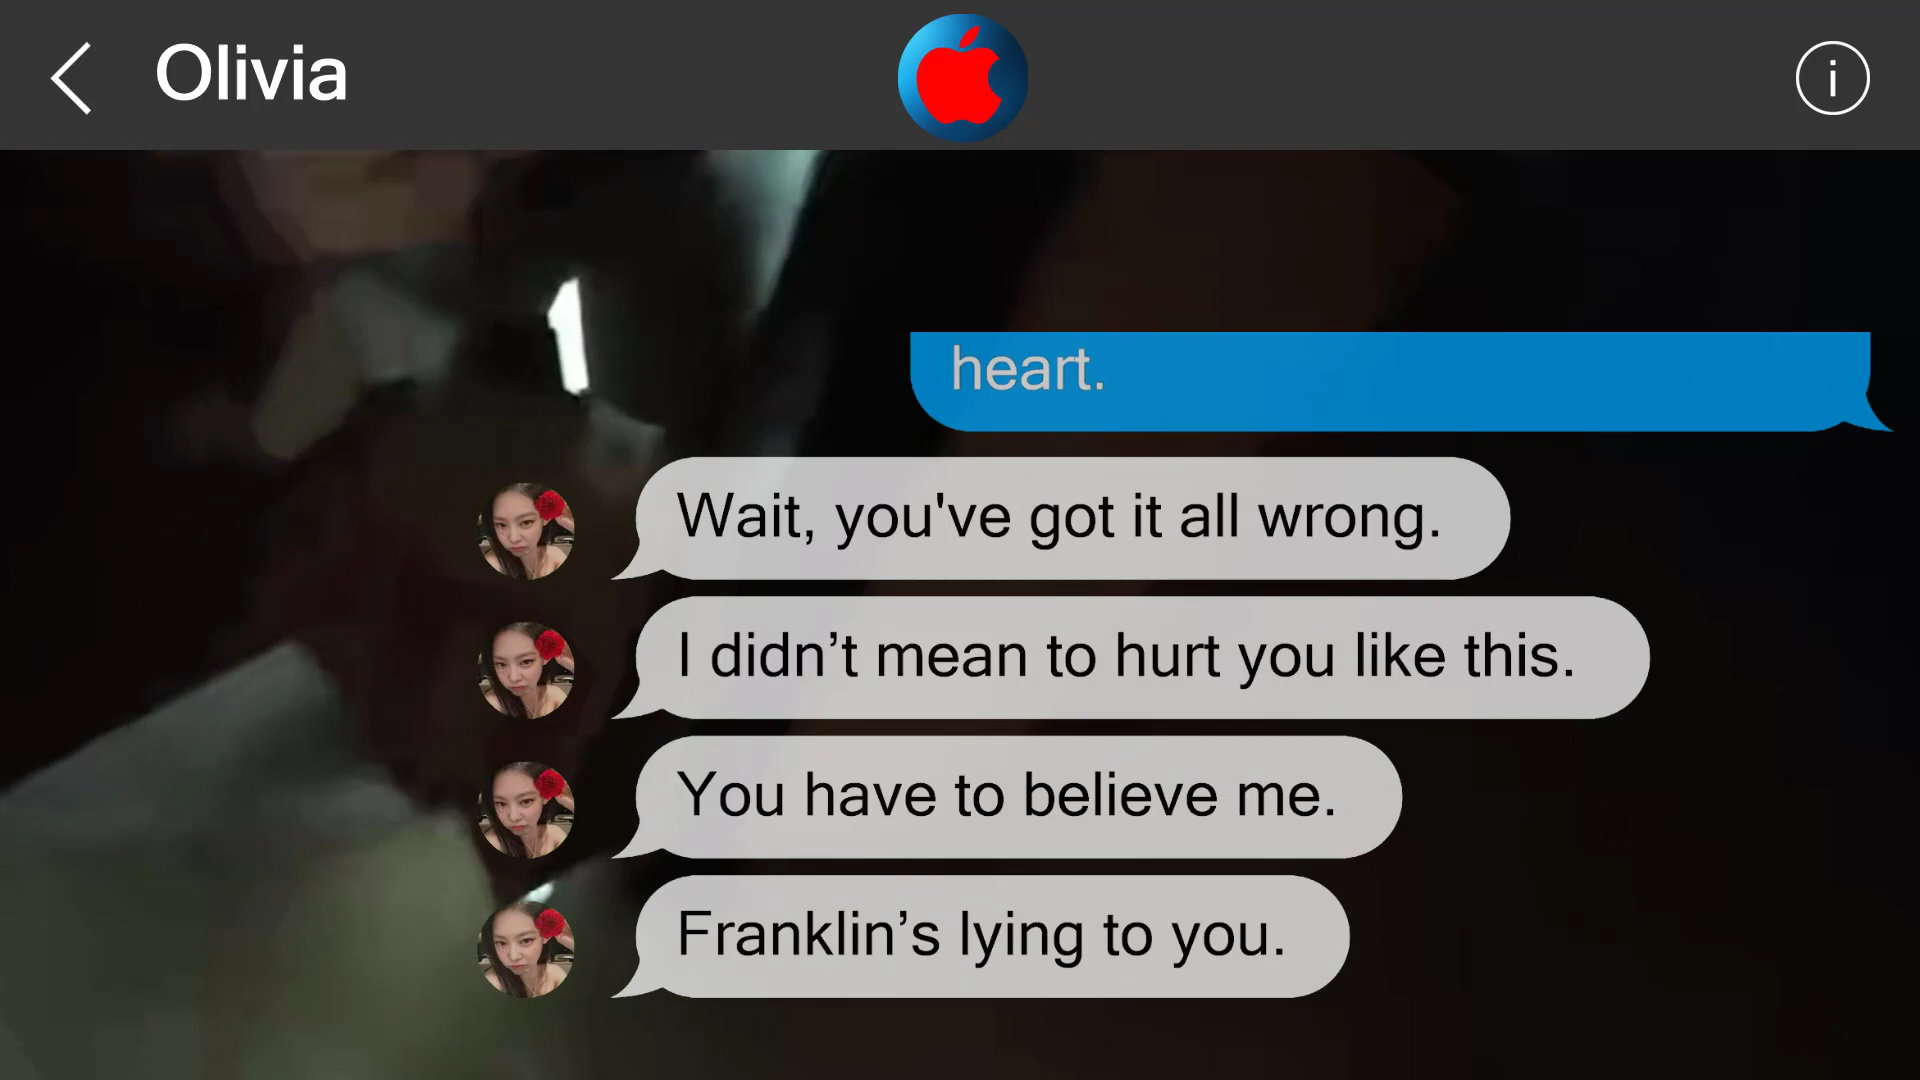 Olivia
heart.
Wait, you've got it all wrong.
I didn’t mean to hurt you like this.
You have to believe me.
Franklin’s lying to you.